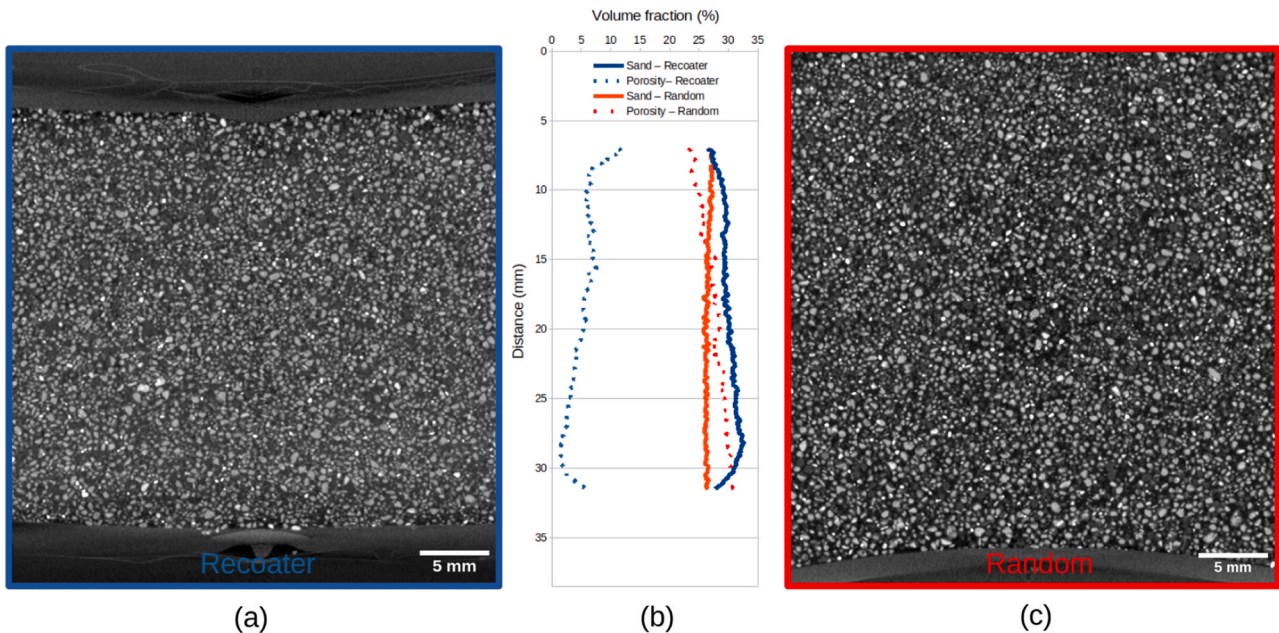 Volume fraction (%)
0 5 10 15 20 25 30 35
0
5
10
15
20
25
30
35
Distance (mm)
Sand – Recoater
Porosity– Recoater
Sand – Random
Porosity – Random
Recoater
5 mm
Random
5 mm
(a)
(b)
(c)